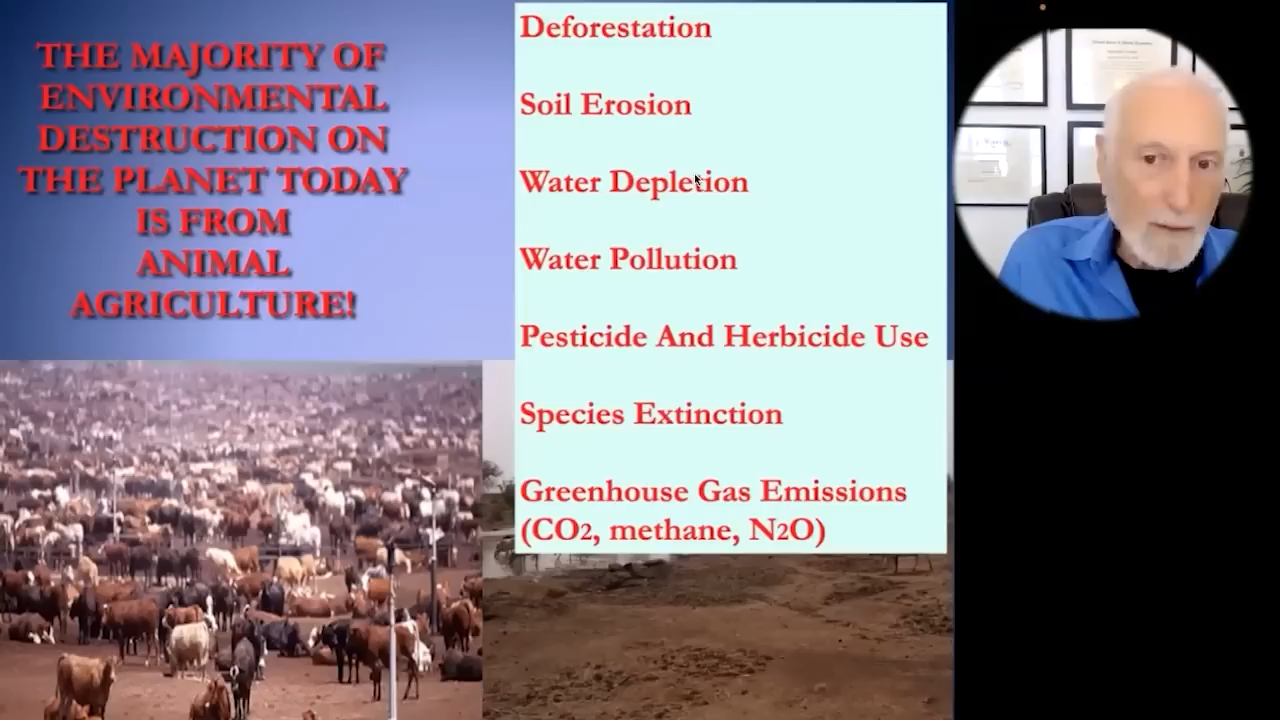 THE MAJORITY OF
ENVIRONMENTAL
DESTRUCTION ON
THE PLANET TODAY
IS FROM
ANIMAL
AGRICULTURE!
Deforestation
Soil Erosion
Water Depletion
Water Pollution
Pesticide And Herbicide Use
Species Extinction
Greenhouse Gas Emissions
(CO2, methane, N2O)